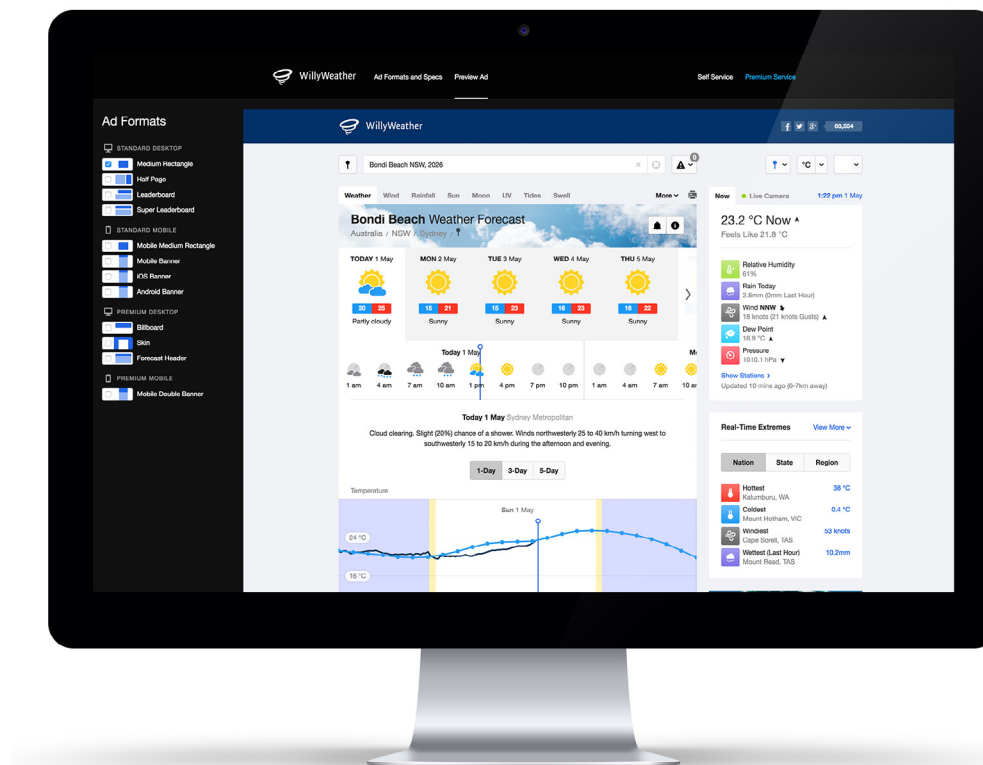 WillyWeather
Ad Formats and Specs
Preview Ad
Self Service
Premium Service
Ad Formats
STANDARD DESKTOP
Medium Rectangle
Half Page
Leaderboard
Super Leaderboard
STANDARD MOBILE
Mobile Medium Rectangle
Mobile Banner
iOS Banner
Android Banner
PREMIUM DESKTOP
Billboard
Skin
Forecast Header
PREMIUM MOBILE
Mobile Double Banner
WillyWeather
60,554
Bondi Beach NSW, 2026
0
°C
Weather Wind Rainfall Sun Moon UV Tides Swell More
Bondi Beach Weather Forecast
Australia / NSW / Sydney /
TODAY 1 May MON 2 May TUE 3 May WED 4 May THU 5 May
20 25 15 21 15 23 16 23 16 22
Partly cloudy Sunny Sunny Sunny Sunny
Today 1 May
1 am 4 am 7 am 10 am 1 pm 4 pm 7 pm 10 pm 1 am 4 am 7 am 10 ar
Today 1 May Sydney Metropolitan
Cloud clearing. Slight (20%) chance of a shower. Winds northwesterly 25 to 40 km/h turning west to
southwesterly 15 to 20 km/h during the afternoon and evening.
1-Day 3-Day 5-Day
Temperature
Sun 1 May
24 °C
16 °C
Now Live Camera 1:22 pm 1 May
23.2 °C Now
Feels Like 21.8 °C
Relative Humidity
61%
Rain Today
3.8mm (0mm Last Hour)
Wind NNW
18 knots (21 knots Gusts)
Dew Point
16.9 °C
Pressure
1010.1 hPa
Show Stations
Updated 10 mins ago (0-7km away)
Real-Time Extremes View More
Nation State Region
Hottest 38 °C
Kalumburu, WA
Coldest 0.4 °C
Mount Hotham, VIC
Windiest 53 knots
Cape Sorell, TAS
Wettest (Last Hour) 10.2mm
Mount Read, TAS